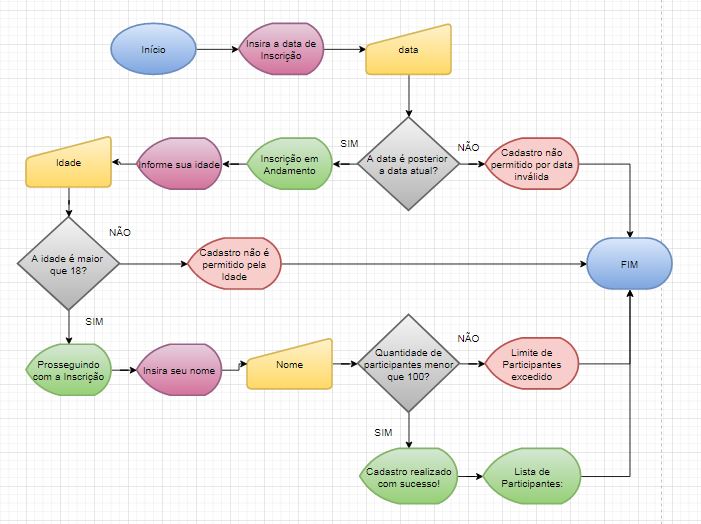 Início
Insira a data de
Inscrição
data
A data é posterior
a data atual?
SIM
NÃO
Inscrição em
Andamento
Informe sua idade
Idade
Cadastro não
permitido por data
inválida
A idade é maior
que 18?
NÃO
Cadastro não é
permitido pela
Idade
FIM
SIM
Prosseguindo
com a Inscrição
Insira seu nome
Nome
Quantidade de
participantes menor
que 100?
NÃO
Limite de
Participantes
excedido
SIM
Cadastro realizado
com sucesso!
Lista de
Participantes: